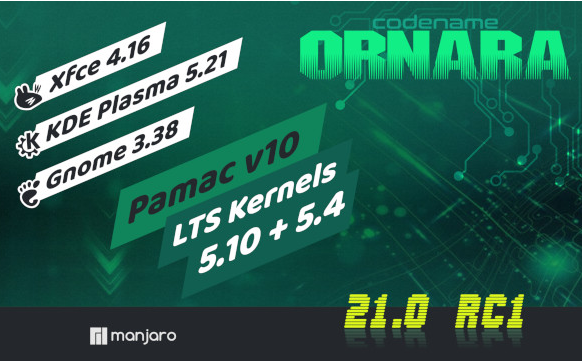 codename
ORNARA
Xfce 4.16
KDE Plasma 5.21
Gnome 3.38
Pamac v10
LTS Kernels
5.10 + 5.4
21.0 RC1
manjaro